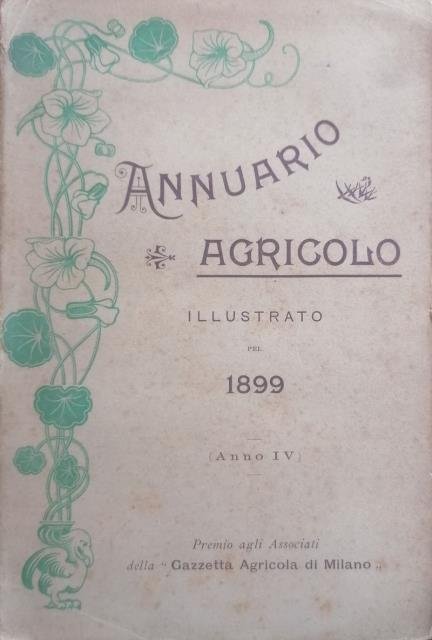 ANNUARIO
AGRICOLO
ILLUSTRATO
PEL
1899
(Anno IV)
Premio agli Associati
della " Gazzetta Agricola di Milano „